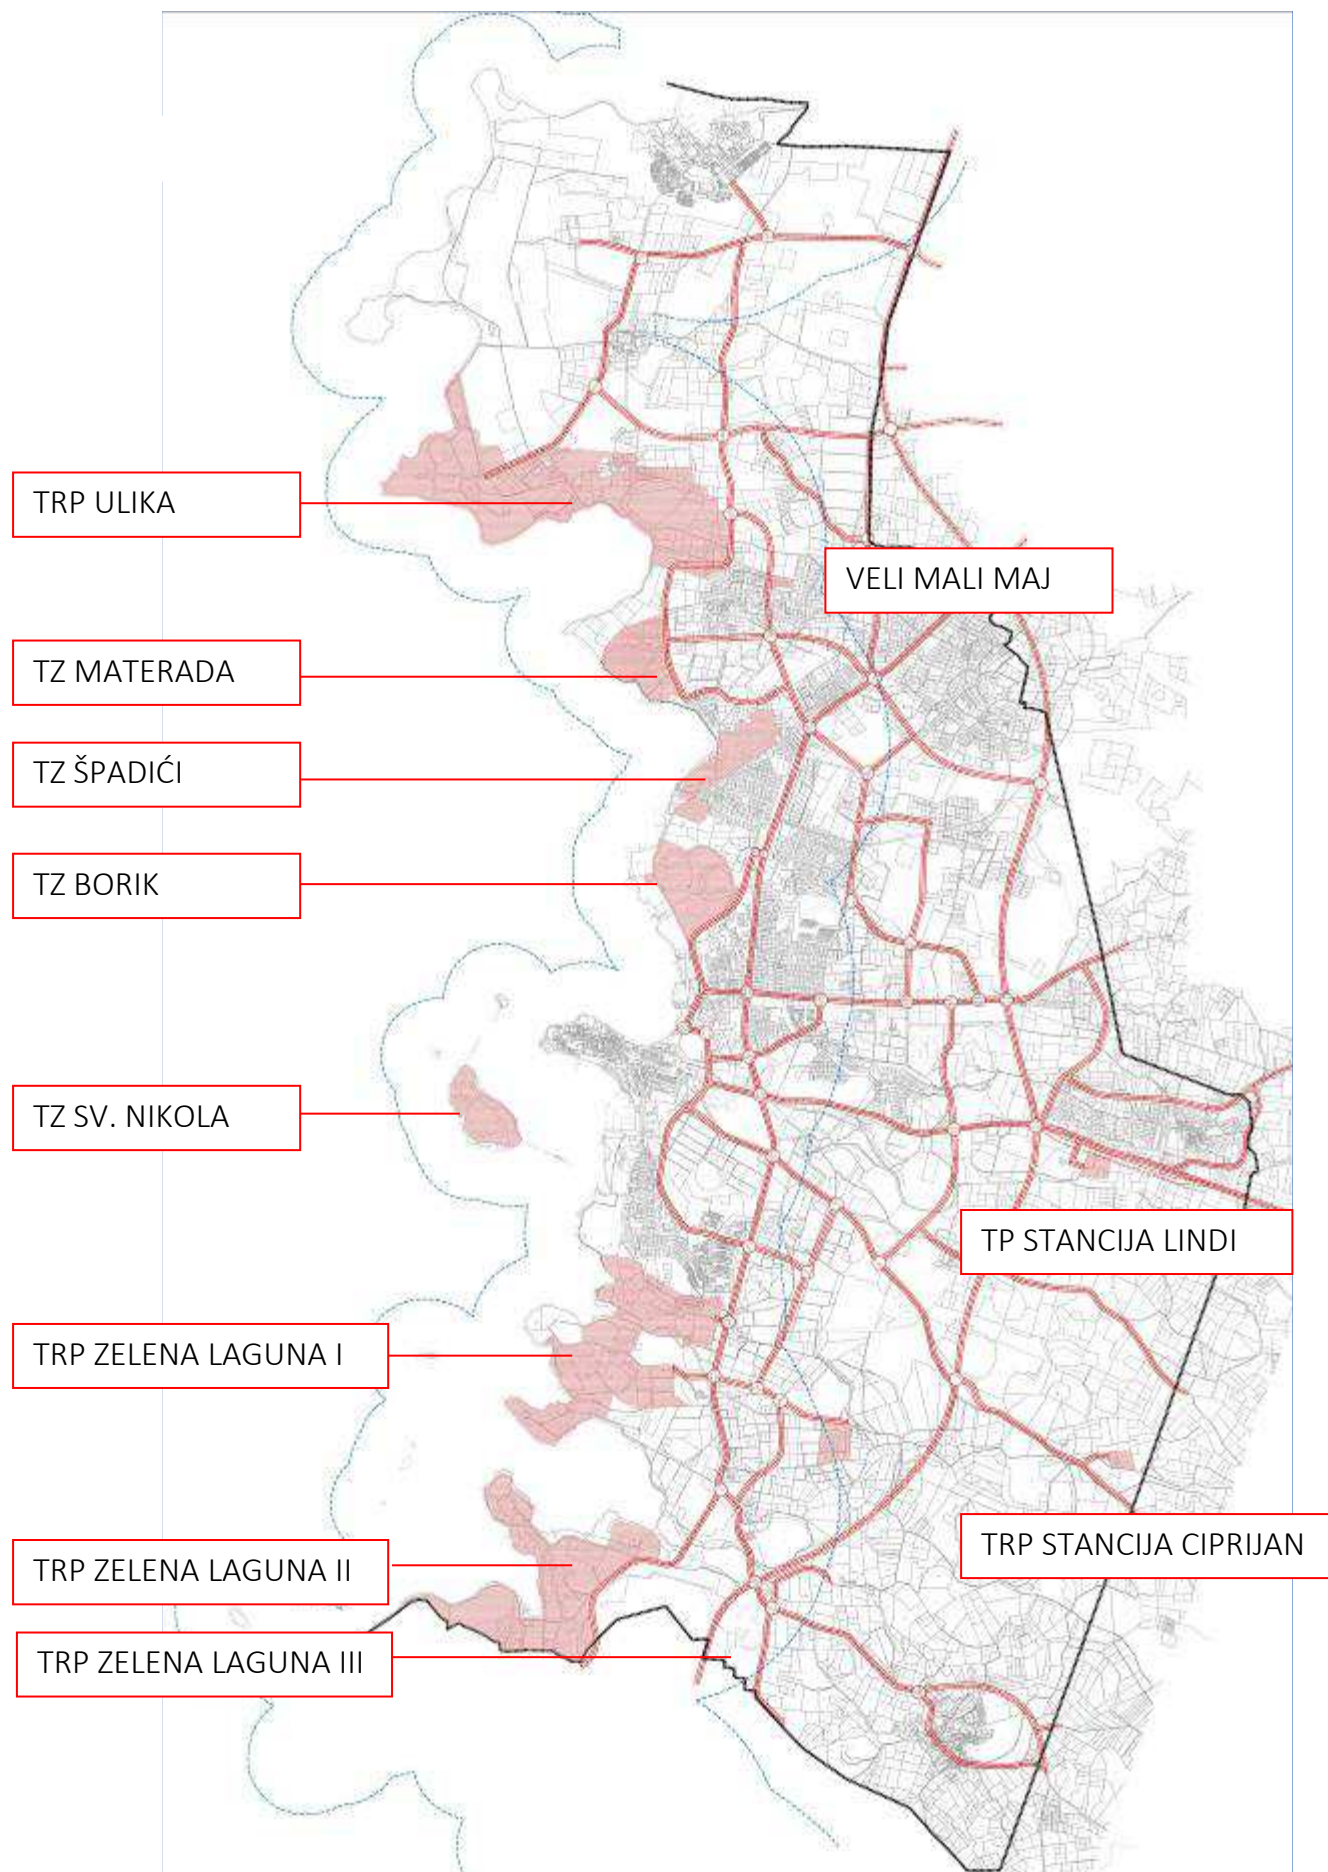 TRP ULIKA
VELI MALI MAJ
TZ MATERADA
TZ ŠPADIĆI
TZ BORIK
TZ SV. NIKOLA
TP STANCIJA LINDI
TRP ZELENA LAGUNA I
TRP STANCIJA CIPRIJAN
TRP ZELENA LAGUNA II
TRP ZELENA LAGUNA III